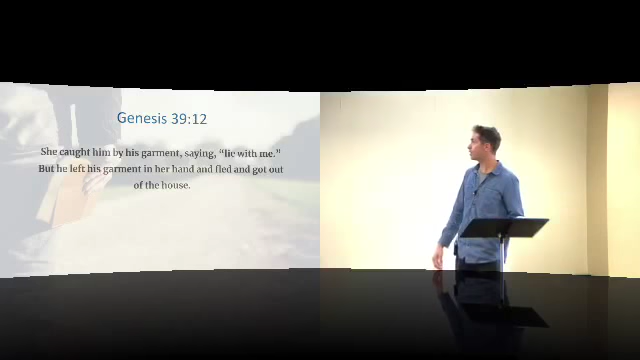 Genesis 39:12
She caught him by his garment, saying, “lie with me.”
But he left his garment in her hand and fled and got out
of the house.